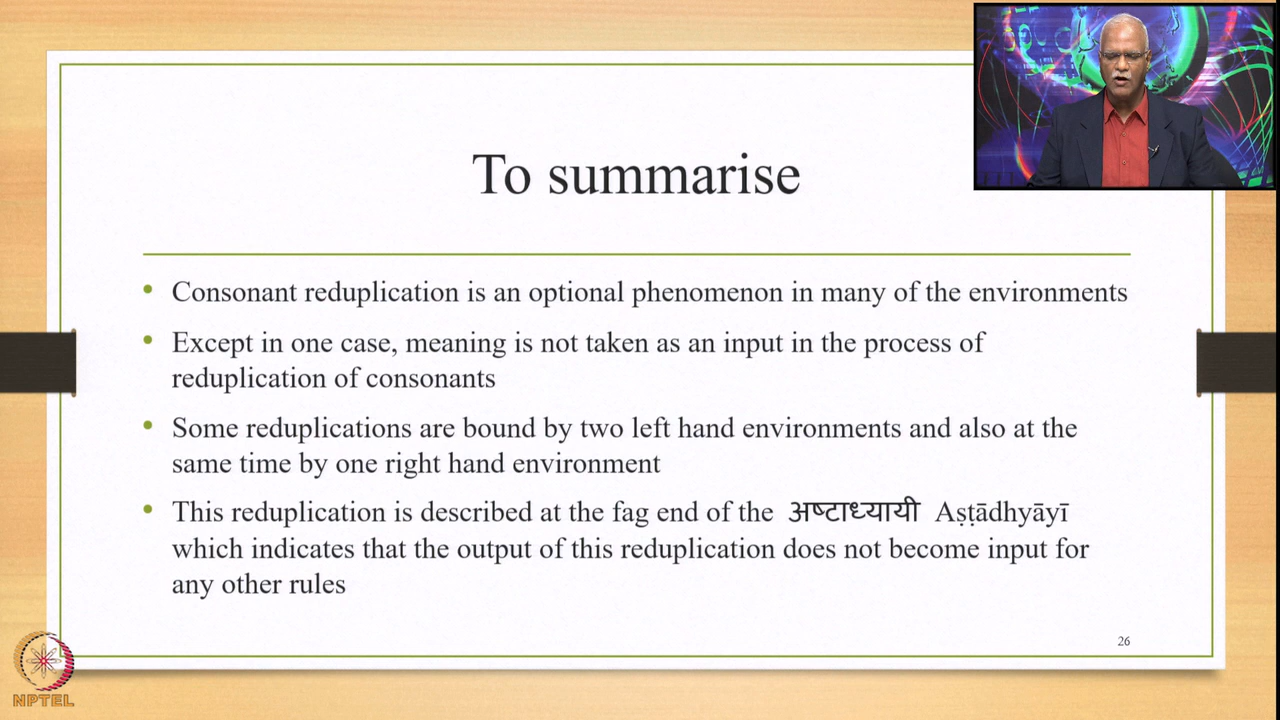 To summarise
• Consonant reduplication is an optional phenomenon in many of the environments
• Except in one case, meaning is not taken as an input in the process of
reduplication of consonants
• Some reduplications are bound by two left hand environments and also at the
same time by one right hand environment
• This reduplication is described at the fag end of the अष्टाध्यायी Aṣṭādhyāyī
which indicates that the output of this reduplication does not become input for
any other rules
26
NPTEL